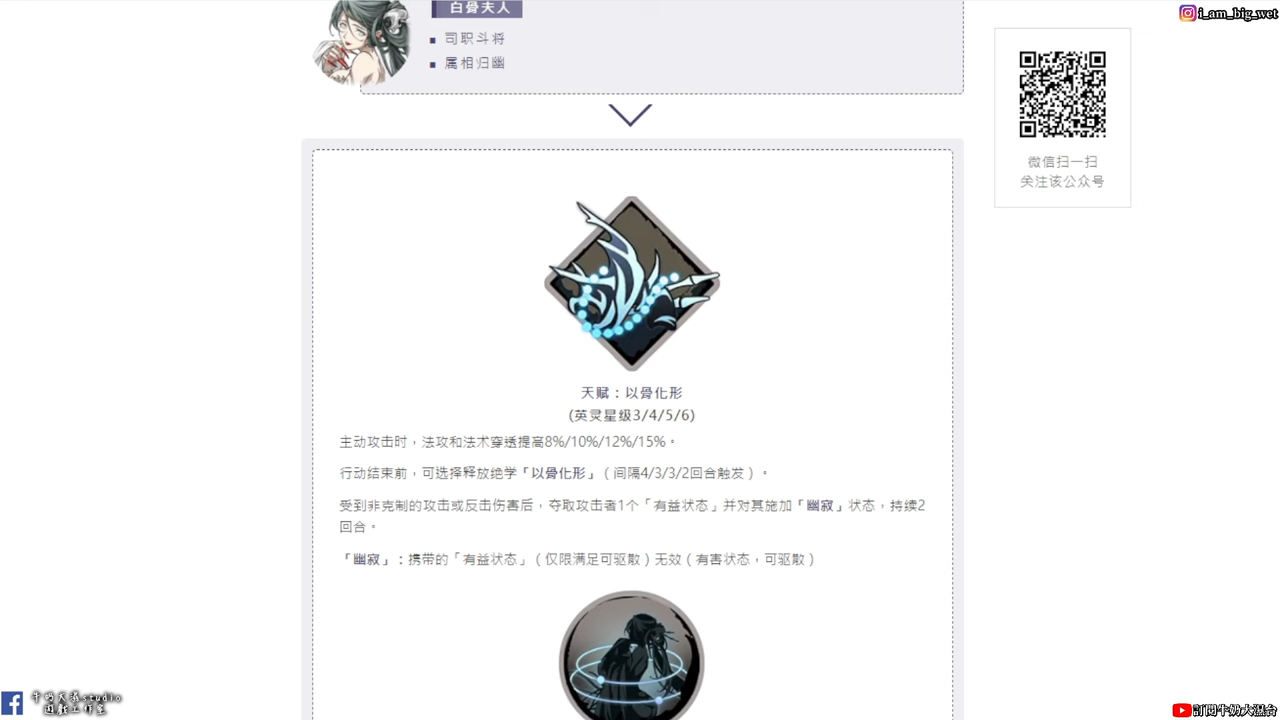 白骨夫人
i_am_big_wet
司职斗将
属相归幽
微信扫一扫
关注该公众号
天赋：以骨化形
(英灵星级3/4/5/6)
主动攻击时，法攻和法术穿透提高8%/10%/12%/15%。
行动结束前，可选择释放绝学「以骨化形」（间隔4/3/3/2回合触发）。
受到非克制的攻击或反击伤害后，夺取攻击者1个「有益状态」并对其施加「幽寂」状态，持续2
回合。
「幽寂」：携带的「有益状态」（仅限满足可驱散）无效（有害状态，可驱散）
studio
遊戲工作室
訂閱牛奶大濕